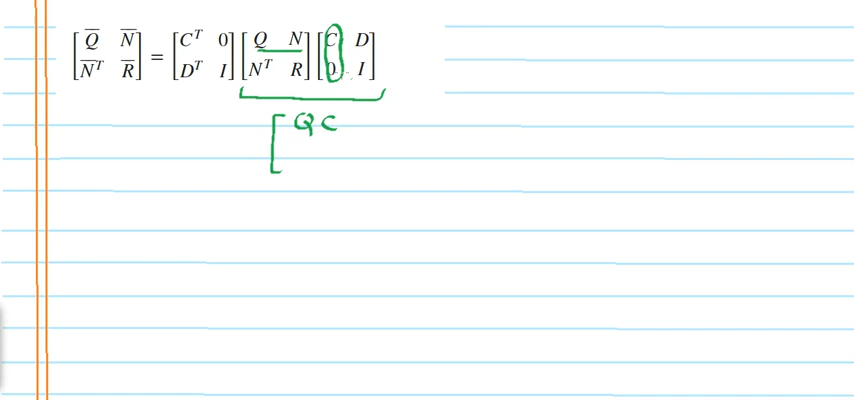 [Q̅ N̅; N̅ᵀ R̅] = [Cᵀ 0; Dᵀ I] [Q N; Nᵀ R] [C D; 0 I]
[QC